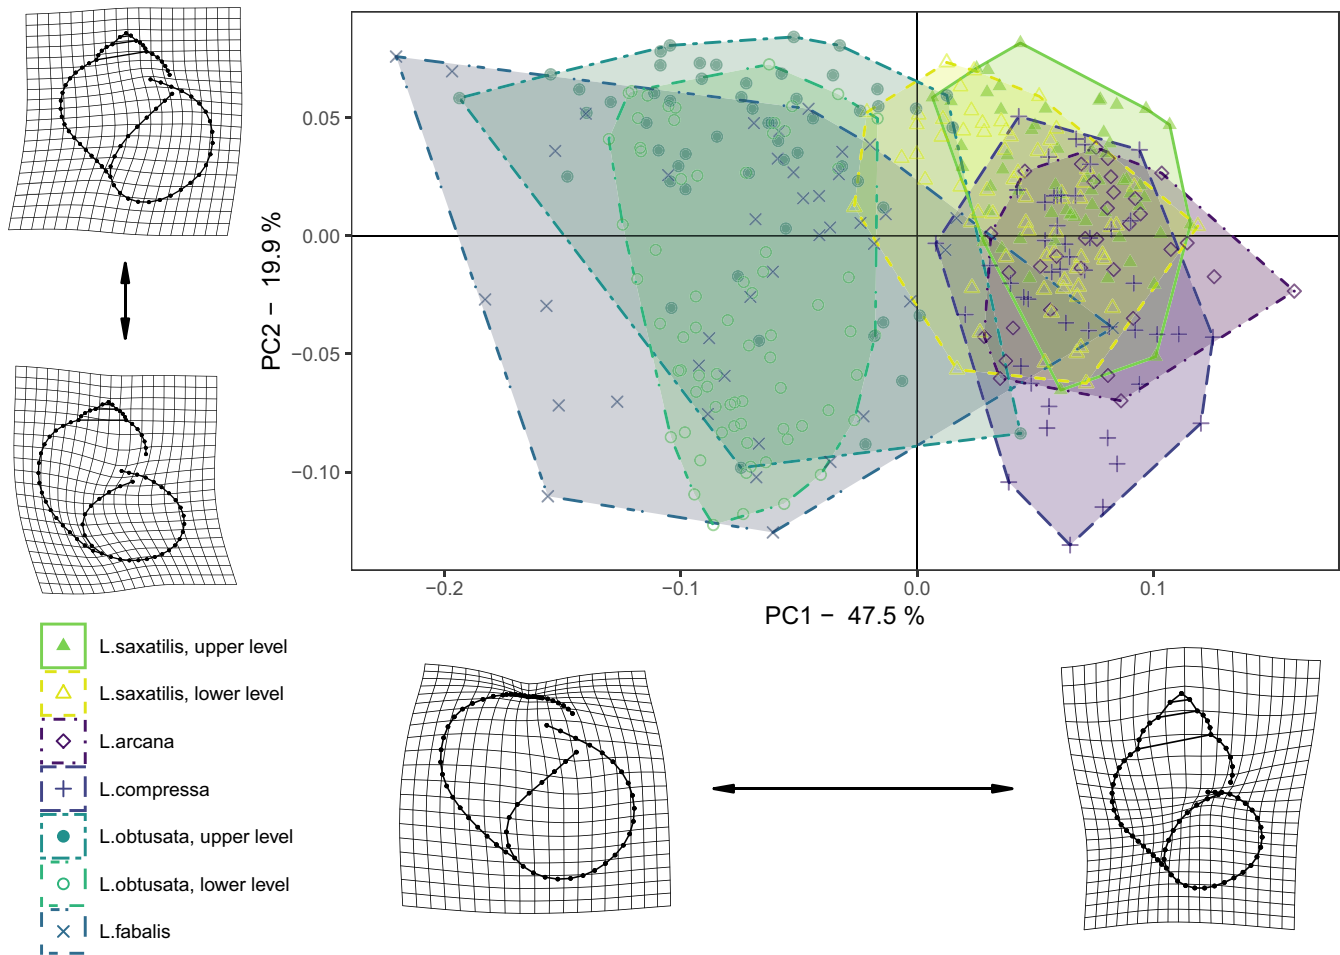 0.05
0.00
−0.05
−0.10
PC2 − 19.9 %
−0.2
−0.1
0.0
0.1
PC1 − 47.5 %
L.saxatilis, upper level
L.saxatilis, lower level
L.arcana
L.compressa
L.obtusata, upper level
L.obtusata, lower level
L.fabalis